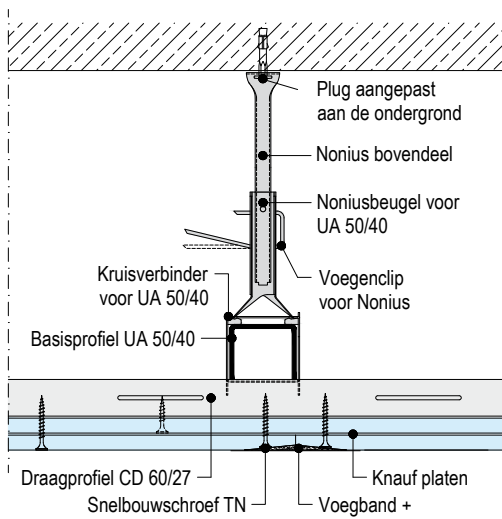 Plug aangepast
aan de ondergrond
Nonius bovendeel
Noniusbeugel voor
UA 50/40
Kruisverbinder
voor UA 50/40
Voegenclip
voor Nonius
Basisprofiel UA 50/40
Draagprofiel CD 60/27
Knauf platen
Snelbouwschroef TN
Voegband +